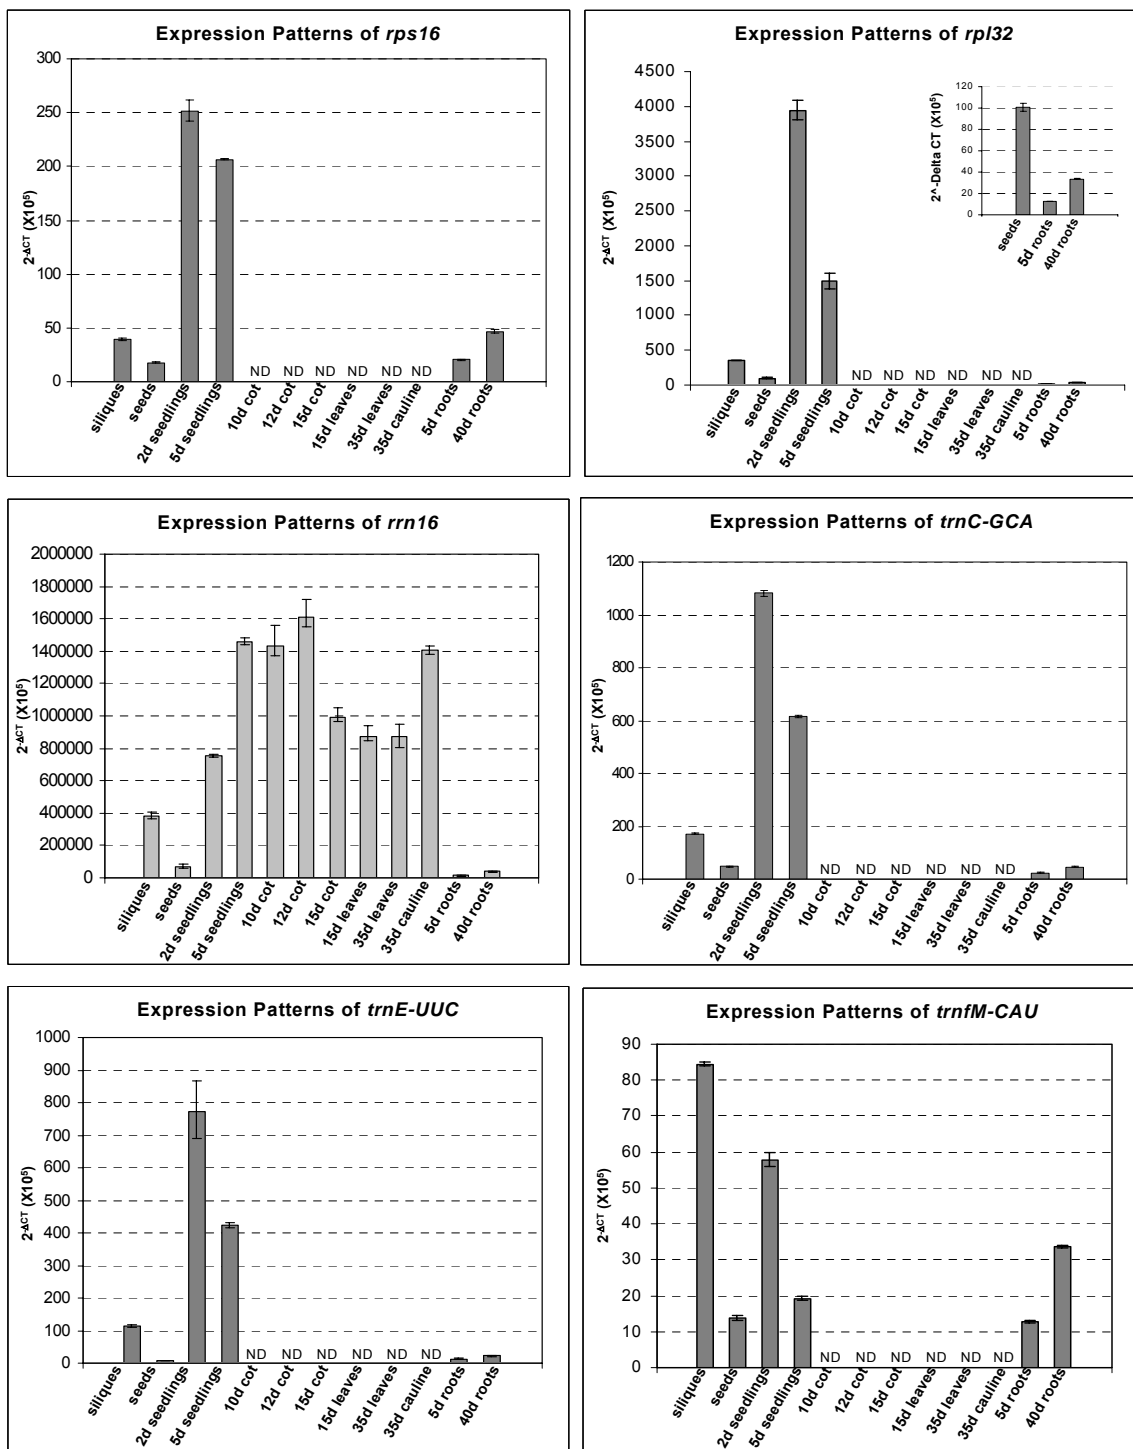 Expression Patterns of rps16
300
250
200
150
100
50
0
2-ΔCT (X10⁵)
ND ND ND ND ND ND
siliques
seeds
2d seedlings
5d seedlings
10d cot
12d cot
15d cot
15d leaves
35d leaves
35d cauline
5d roots
40d roots
Expression Patterns of rpl32
4500
4000
3500
3000
2500
2000
1500
1000
500
0
2-ΔCT (X10⁵)
ND ND ND ND ND ND
siliques
seeds
2d seedlings
5d seedlings
10d cot
12d cot
15d cot
15d leaves
35d leaves
35d cauline
5d roots
40d roots
120
100
80
60
40
20
0
2^-Delta CT (X10⁵)
seeds
5d roots
40d roots
Expression Patterns of rrn16
2000000
1800000
1600000
1400000
1200000
1000000
800000
600000
400000
200000
0
2-ΔCT (X10⁵)
siliques
seeds
2d seedlings
5d seedlings
10d cot
12d cot
15d cot
15d leaves
35d leaves
35d cauline
5d roots
40d roots
Expression Patterns of trnC-GCA
1200
1000
800
600
400
200
0
2-ΔCT (X10⁵)
ND ND ND ND ND ND
siliques
seeds
2d seedlings
5d seedlings
10d cot
12d cot
15d cot
15d leaves
35d leaves
35d cauline
5d roots
40d roots
Expression Patterns of trnE-UUC
1000
900
800
700
600
500
400
300
200
100
0
2-ΔCT (X10⁵)
ND ND ND ND ND ND
siliques
seeds
2d seedlings
5d seedlings
10d cot
12d cot
15d cot
15d leaves
35d leaves
35d cauline
5d roots
40d roots
Expression Patterns of trnfM-CAU
90
80
70
60
50
40
30
20
10
0
2-ΔCT (X10⁵)
ND ND ND ND ND ND
siliques
seeds
2d seedlings
5d seedlings
10d cot
12d cot
15d cot
15d leaves
35d leaves
35d cauline
5d roots
40d roots